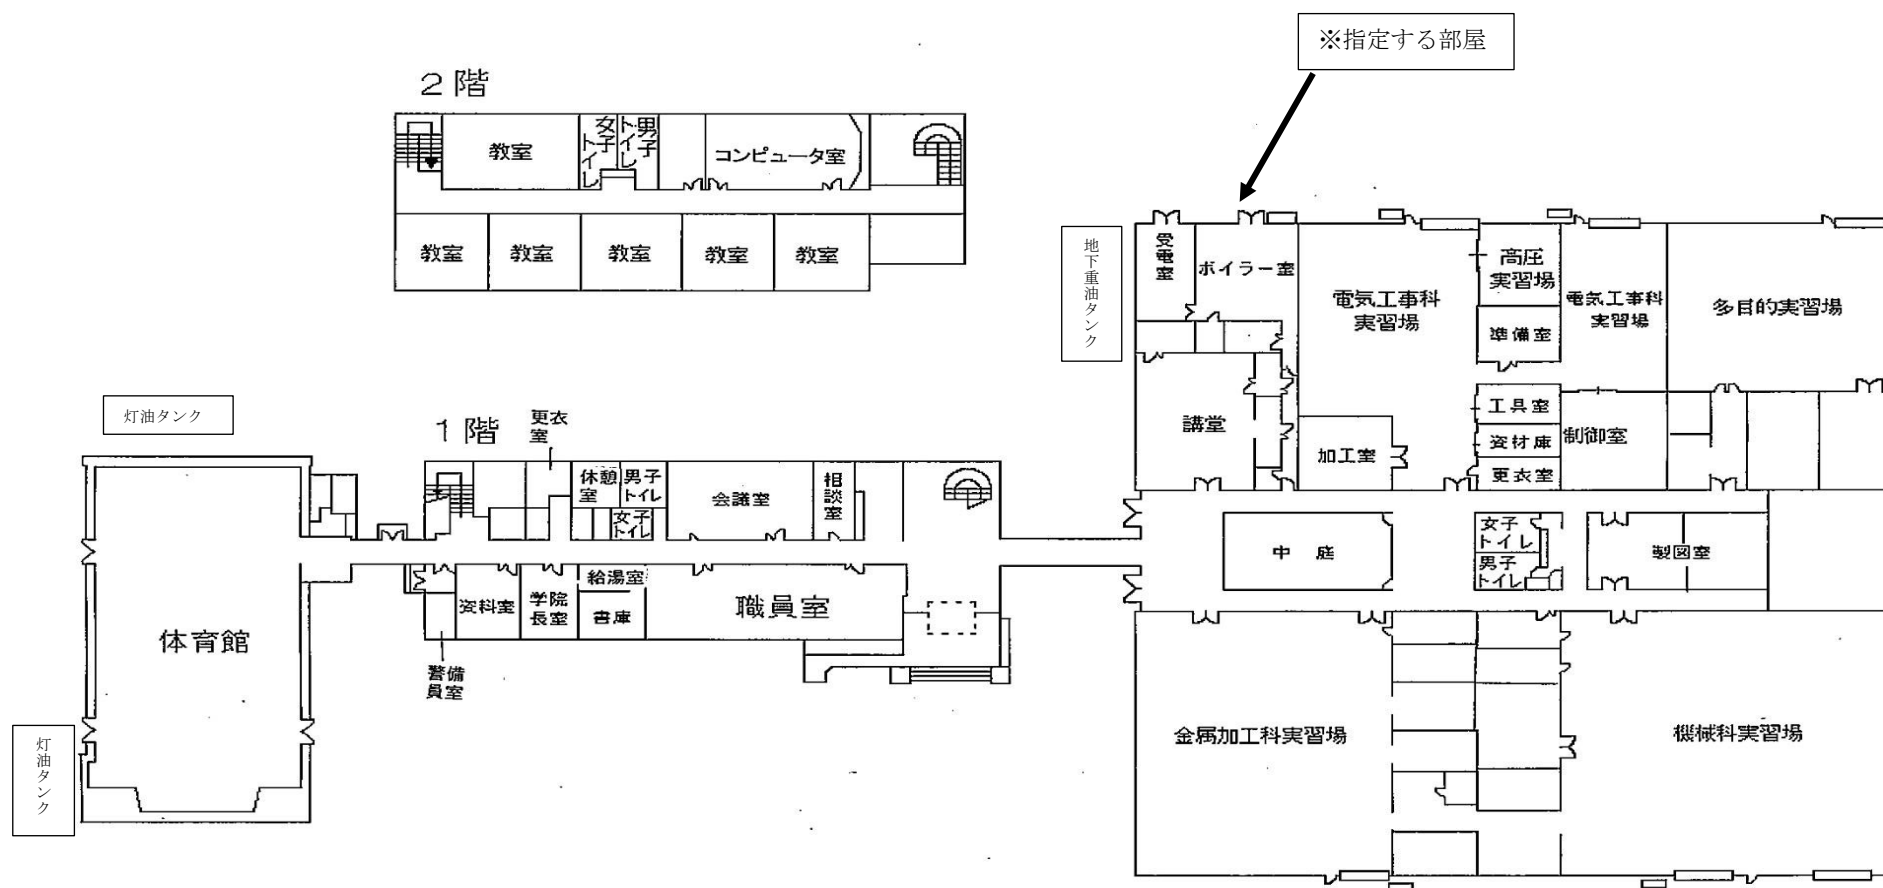 ※指定する部屋
2階
教室
女子
トイレ
男子
トイレ
コンピュータ室
教室
教室
教室
教室
教室
地下重油タンク
受電室
ボイラー室
電気工事科
実習場
高圧
実習場
準備室
電気工事科
実習場
多目的実習場
講堂
加工室
工具室
資材庫
更衣室
制御室
灯油タンク
1階
更衣
室
休憩
室
男子
トイレ
女子
トイレ
会議室
相談室
中庭
女子
トイレ
男子
トイレ
製図室
資料室
学院
長室
給湯室
書庫
職員室
体育館
警備
員室
灯油タンク
金属加工科実習場
機械科実習場